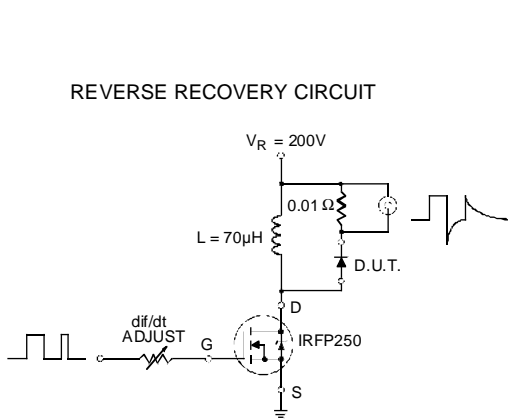 REVERSE RECOVERY CIRCUIT
VR = 200V
0.01 Ω
L = 70µH
D.U.T.
D
dif/dt
ADJUST
G
IRFP250
S